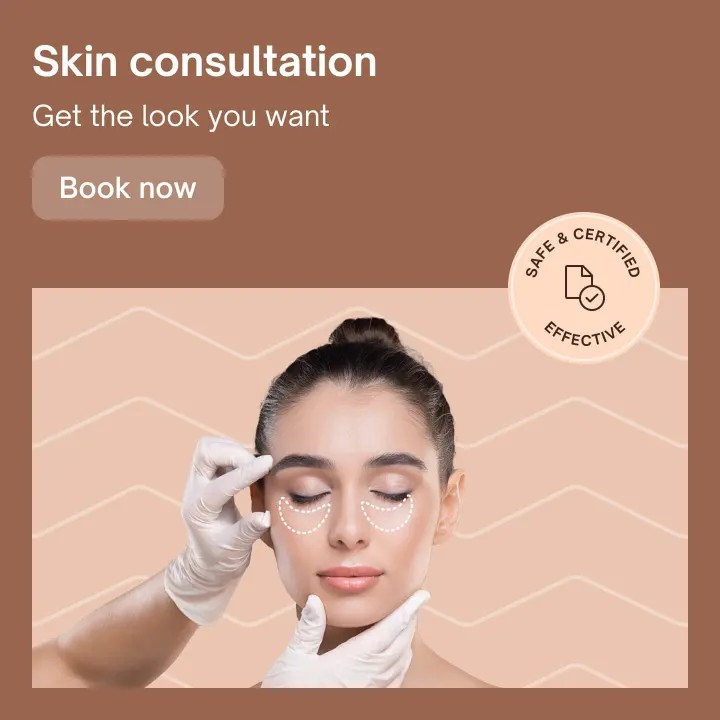 Skin consultation
Get the look you want
Book now
SAFE & CERTIFIED
EFFECTIVE